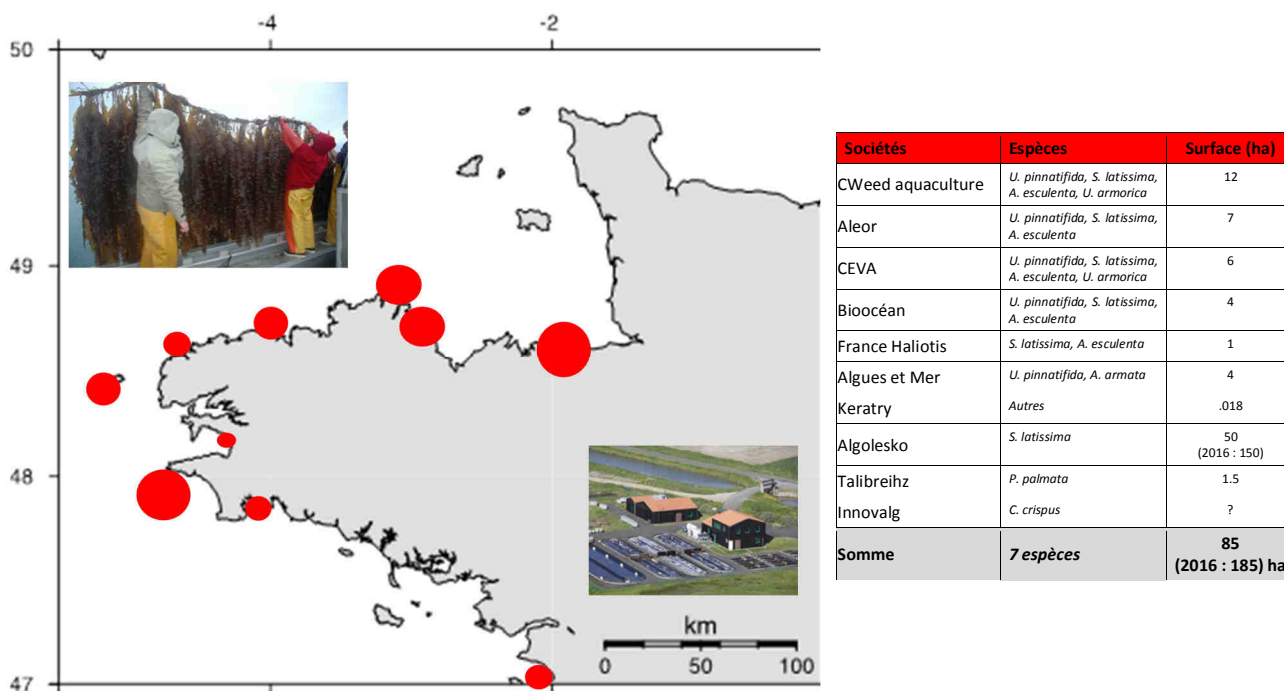 -4 -2
50
49
48
47
km
0 50 100
Sociétés Espèces Surface (ha)
CWeed aquaculture U. pinnatifida, S. latissima, 12
A. esculenta, U. armorica
Aleor U. pinnatifida, S. latissima, 7
A. esculenta
CEVA U. pinnatifida, S. latissima, 6
A. esculenta, U. armorica
Bioocéan U. pinnatifida, S. latissima, 4
A. esculenta
France Haliotis S. latissima, A. esculenta 1
Algues et Mer U. pinnatifida, A. armata 4
Keratry Autres .018
Algolesko S. latissima 50
(2016 : 150)
Talibreihz P. palmata 1.5
Innovalg C. crispus ?
Somme 7 espèces 85
(2016 : 185) ha